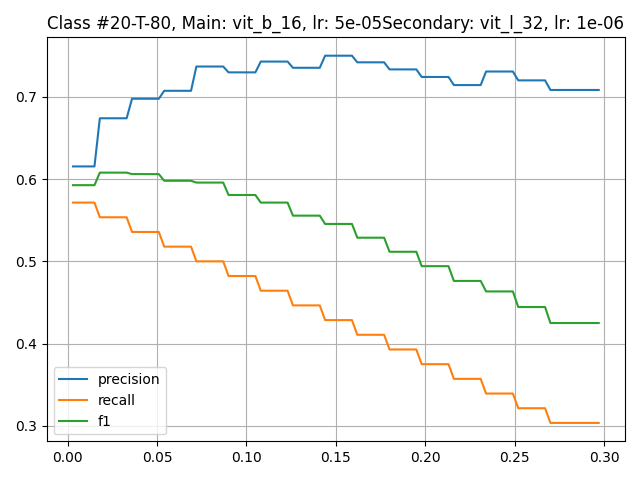 Class #20-T-80, Main: vit_b_16, lr: 5e-05Secondary: vit_l_32, lr: 1e-06
0.7
0.6
0.5
0.4
0.3
precision
recall
f1
0.00 0.05 0.10 0.15 0.20 0.25 0.30